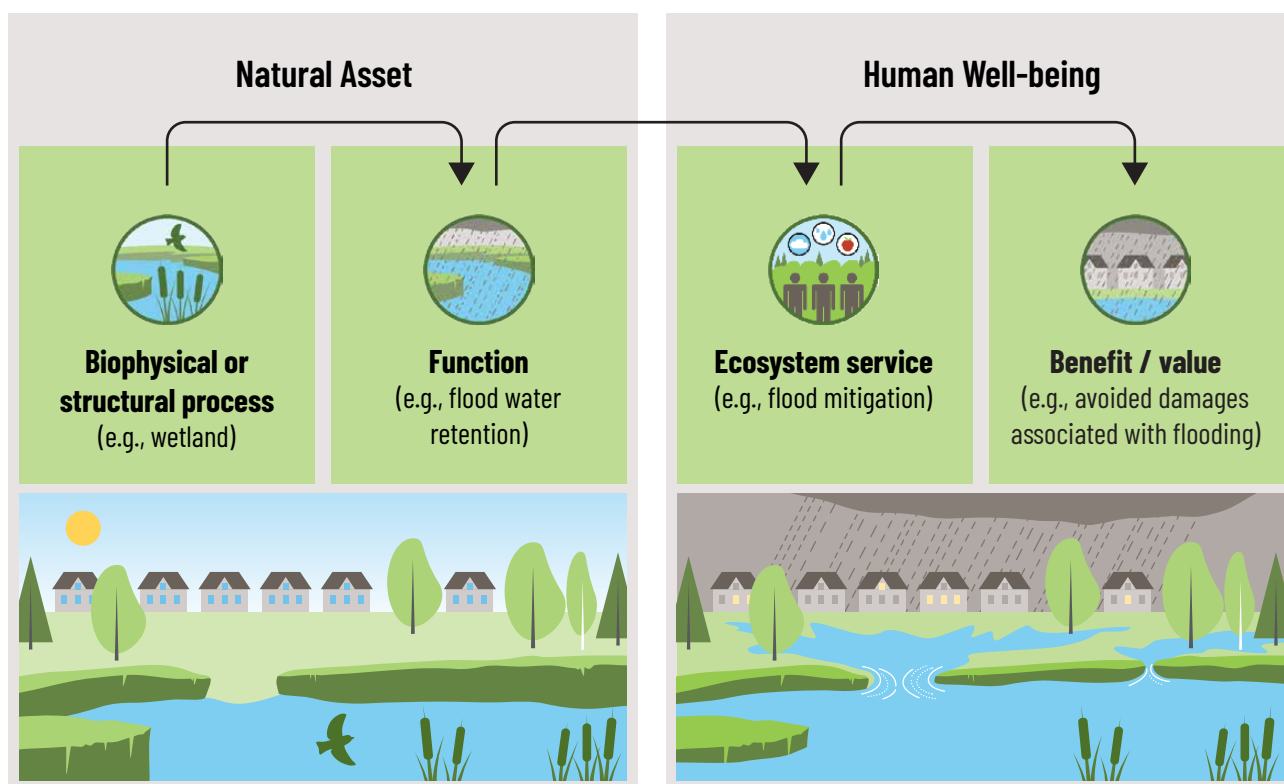 Natural Asset
Human Well-being
Biophysical or
structural process
(e.g., wetland)
Function
(e.g., flood water
retention)
Ecosystem service
(e.g., flood mitigation)
Benefit / value
(e.g., avoided damages
associated with flooding)